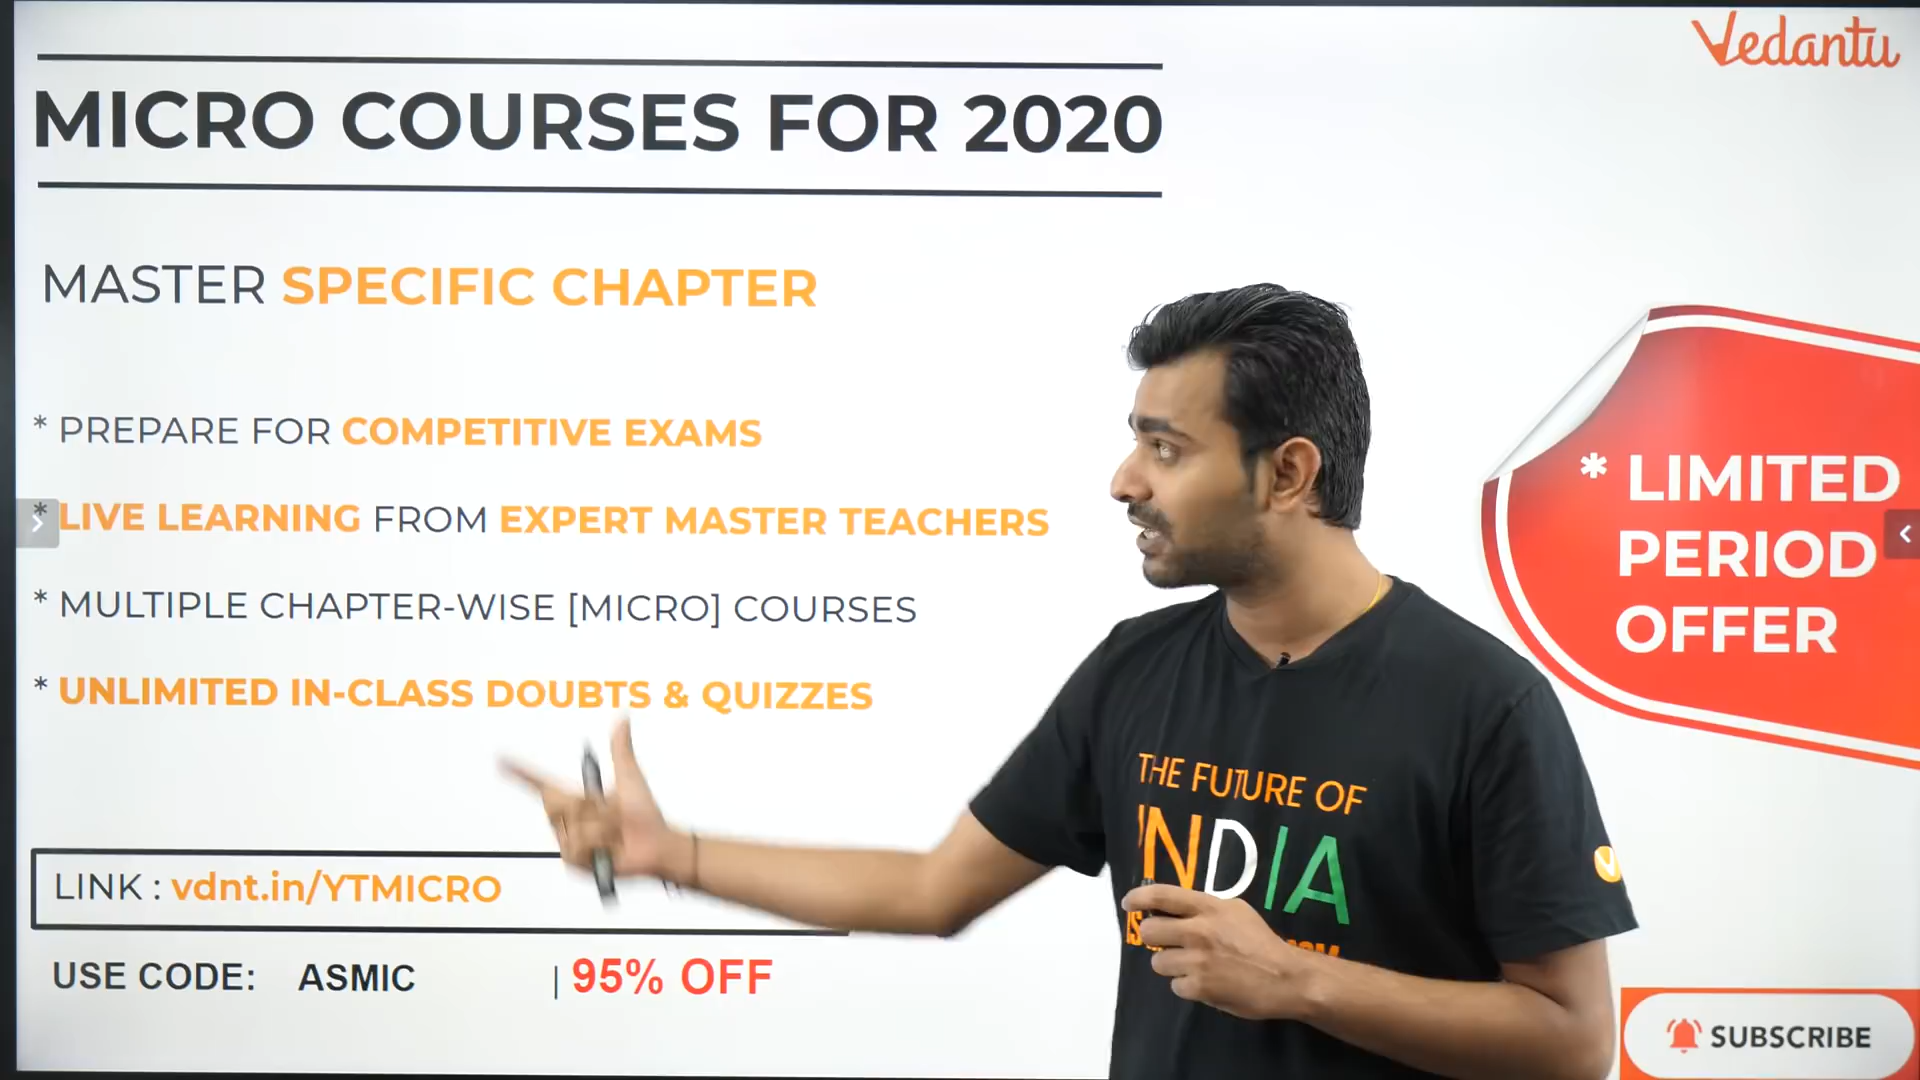 Vedantu
MICRO COURSES FOR 2020
MASTER SPECIFIC CHAPTER
* PREPARE FOR COMPETITIVE EXAMS
* LIVE LEARNING FROM EXPERT MASTER TEACHERS
* MULTIPLE CHAPTER-WISE [MICRO] COURSES
* UNLIMITED IN-CLASS DOUBTS & QUIZZES
LINK : vdnt.in/YTMICRO
USE CODE: ASMIC | 95% OFF
* LIMITED
PERIOD
OFFER
THE FUTURE OF
INDIA
IS
SUBSCRIBE